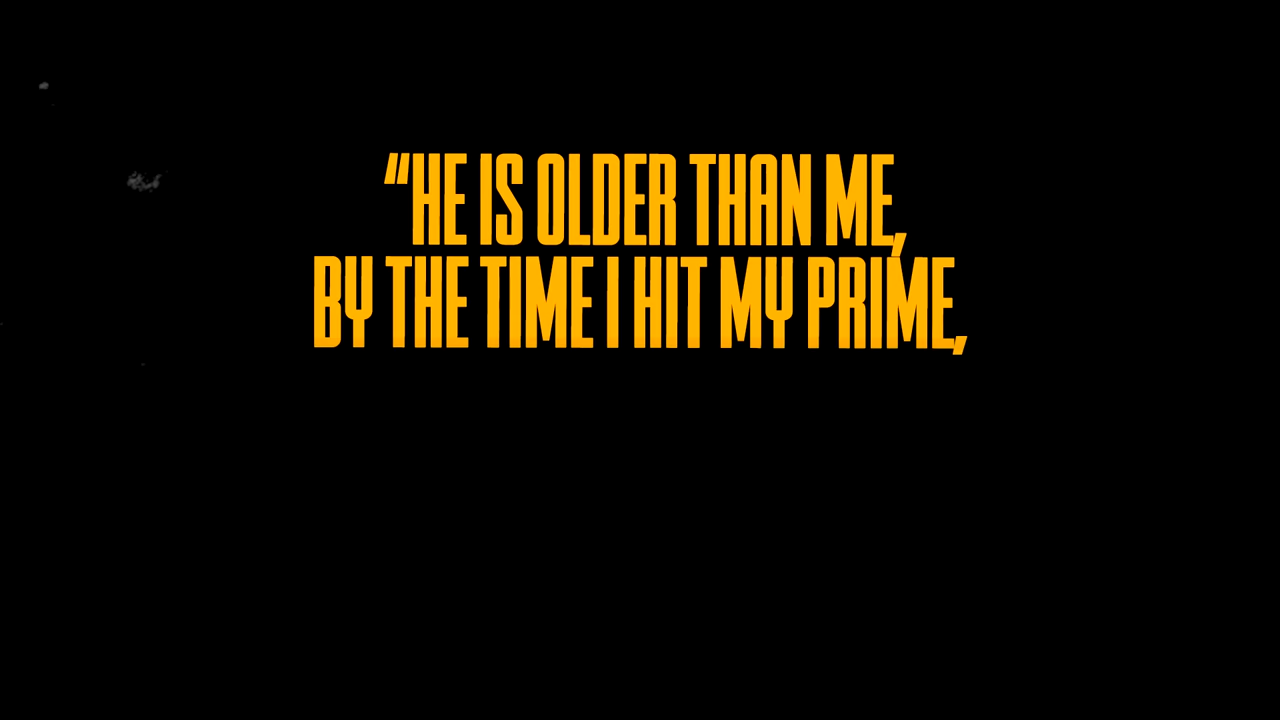 “HE IS OLDER THAN ME,
BY THE TIME I HIT MY PRIME,